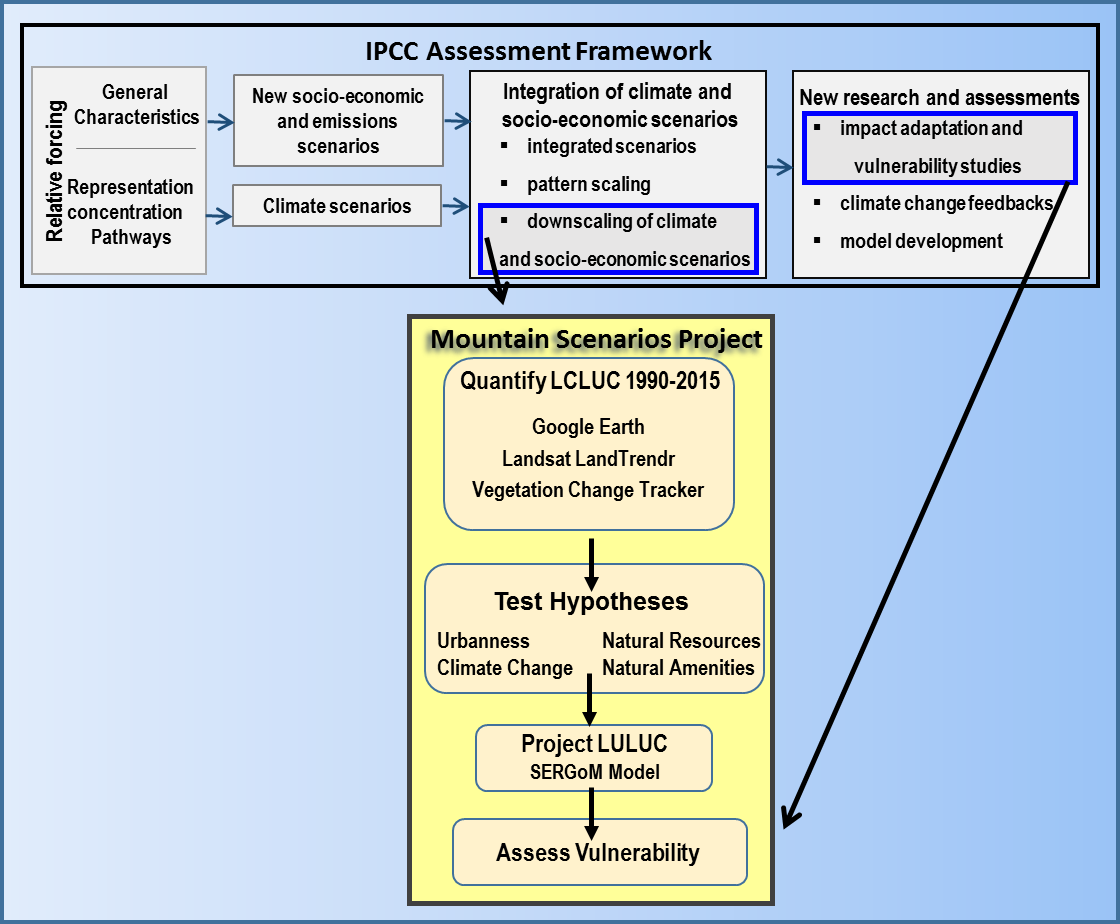 IPCC Assessment Framework
Relative forcing
General
Characteristics
Representation
concentration
Pathways
New socio-economic
and emissions
scenarios
Climate scenarios
Integration of climate and
socio-economic scenarios
▪ integrated scenarios
▪ pattern scaling
▪ downscaling of climate
and socio-economic scenarios
New research and assessments
▪ impact adaptation and
vulnerability studies
▪ climate change feedbacks
▪ model development
Mountain Scenarios Project
Quantify LCLUC 1990-2015
Google Earth
Landsat LandTrendr
Vegetation Change Tracker
Test Hypotheses
Urbanness Natural Resources
Climate Change Natural Amenities
Project LULUC
SERGoM Model
Assess Vulnerability